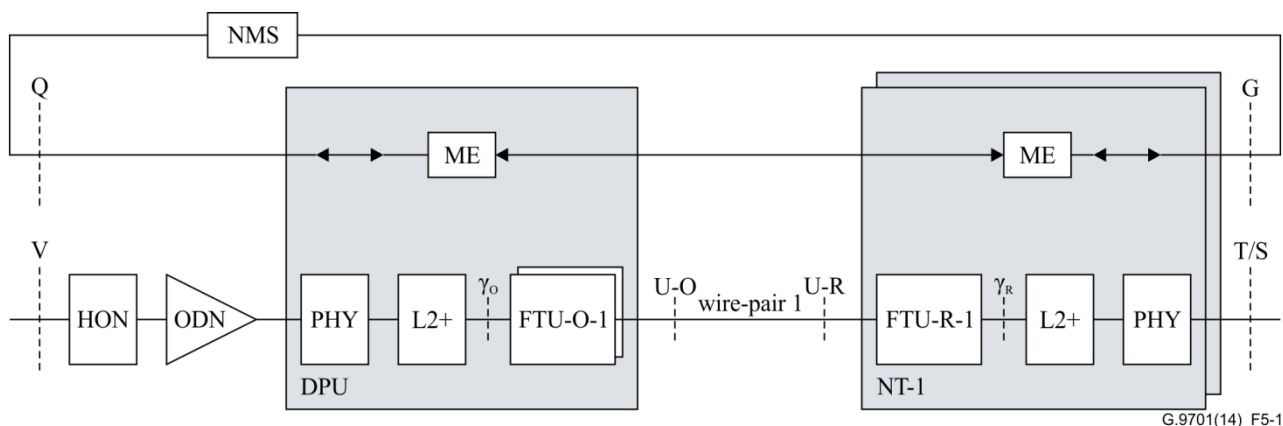 NMS
Q
G
ME
ME
V
T/S
HON
ODN
PHY
L2+
γO
FTU-O-1
U-O
wire-pair 1
U-R
FTU-R-1
γR
L2+
PHY
DPU
NT-1
G.9701(14)_F5-1